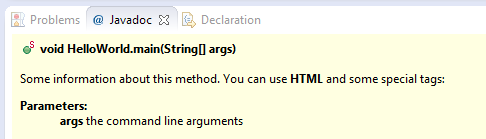 Problems @ Javadoc Declaration
S void HelloWorld.main(String[] args)
Some information about this method. You can use HTML and some special tags:
Parameters:
args the command line arguments